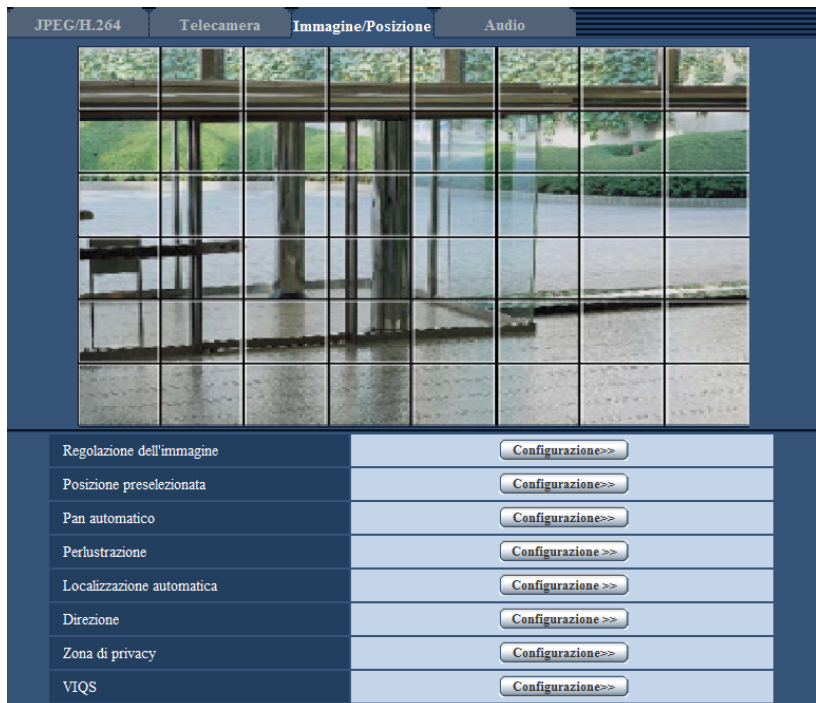 JPEG/H.264 Telecamera Immagine/Posizione Audio
Regolazione dell'immagine Configurazione>>
Posizione preselezionata Configurazione>>
Pan automatico Configurazione>>
Perlustrazione Configurazione >>
Localizzazione automatica Configurazione >>
Direzione Configurazione >>
Zona di privacy Configurazione>>
VIQS Configurazione>>